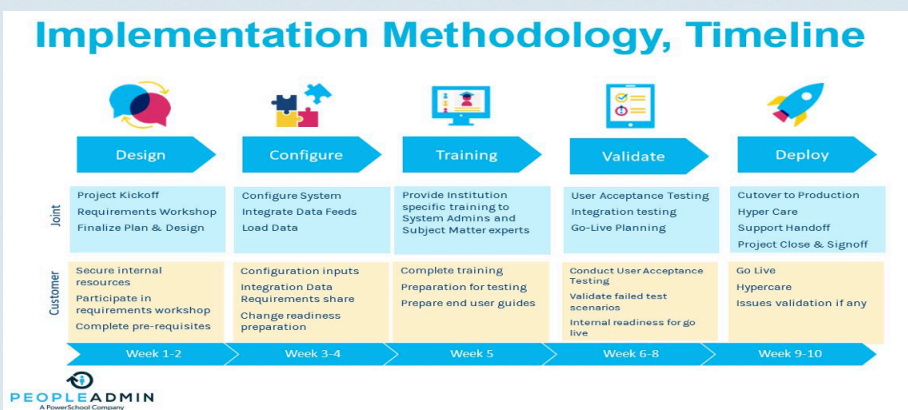 Implementation Methodology, Timeline
Design
Configure
Training
Validate
Deploy
Joint
Project Kickoff
Requirements Workshop
Finalize Plan & Design
Configure System
Integrate Data Feeds
Load Data
Provide Institution
specific training to
System Admins and
Subject Matter experts
User Acceptance Testing
Integration testing
Go-Live Planning
Cutover to Production
Hyper Care
Support Handoff
Project Close & Signoff
Customer
Secure internal
resources
Participate in
requirements workshop
Complete pre-requisites
Configuration inputs
Integration Data
Requirements share
Change readiness
preparation
Complete training
Preparation for testing
Prepare end user guides
Conduct User Acceptance
Testing
Validate failed test
scenarios
Internal readiness for go
live
Go Live
Hypercare
Issues validation if any
Week 1-2
Week 3-4
Week 5
Week 6-8
Week 9-10
PEOPLEADMIN
A PowerSchool Company